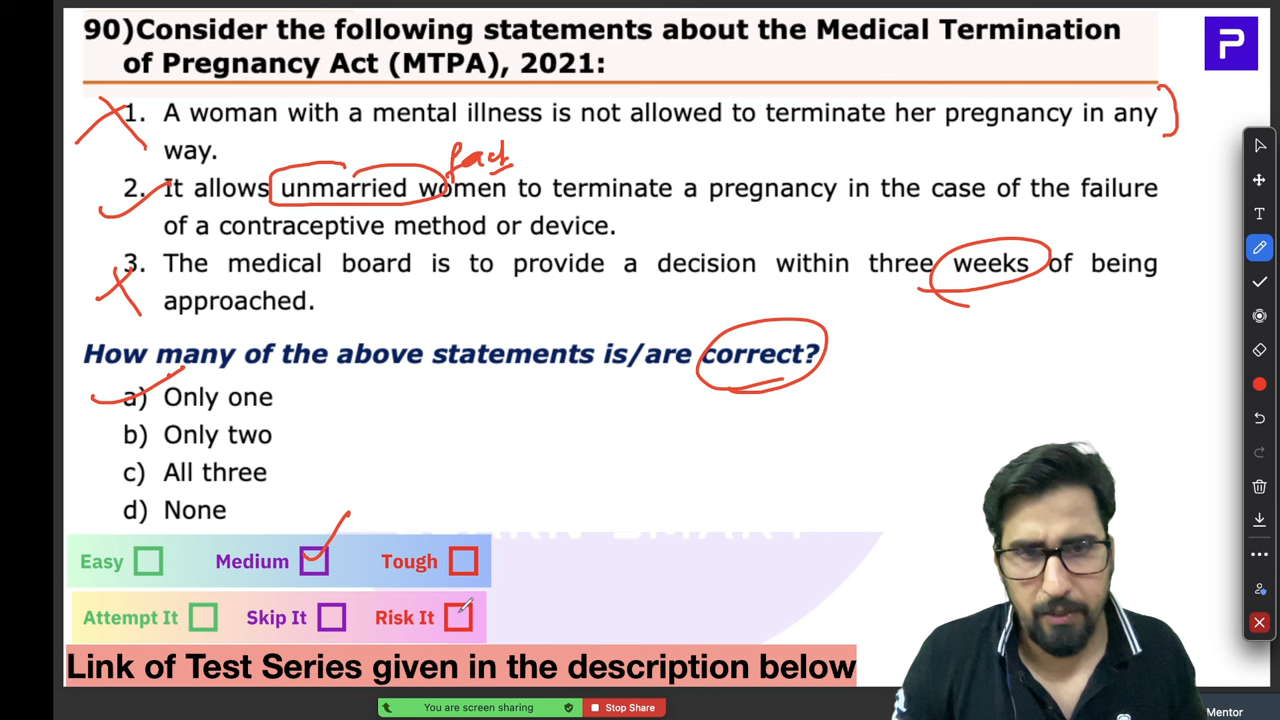 90)Consider the following statements about the Medical Termination
of Pregnancy Act (MTPA), 2021:
1. A woman with a mental illness is not allowed to terminate her pregnancy in any
way.
fact
2. It allows unmarried women to terminate a pregnancy in the case of the failure
of a contraceptive method or device.
3. The medical board is to provide a decision within three weeks of being
approached.
How many of the above statements is/are correct?
a) Only one
b) Only two
c) All three
d) None
Easy Medium Tough
Attempt It Skip It Risk It
Link of Test Series given in the description below
You are screen sharing Stop Share
Mentor